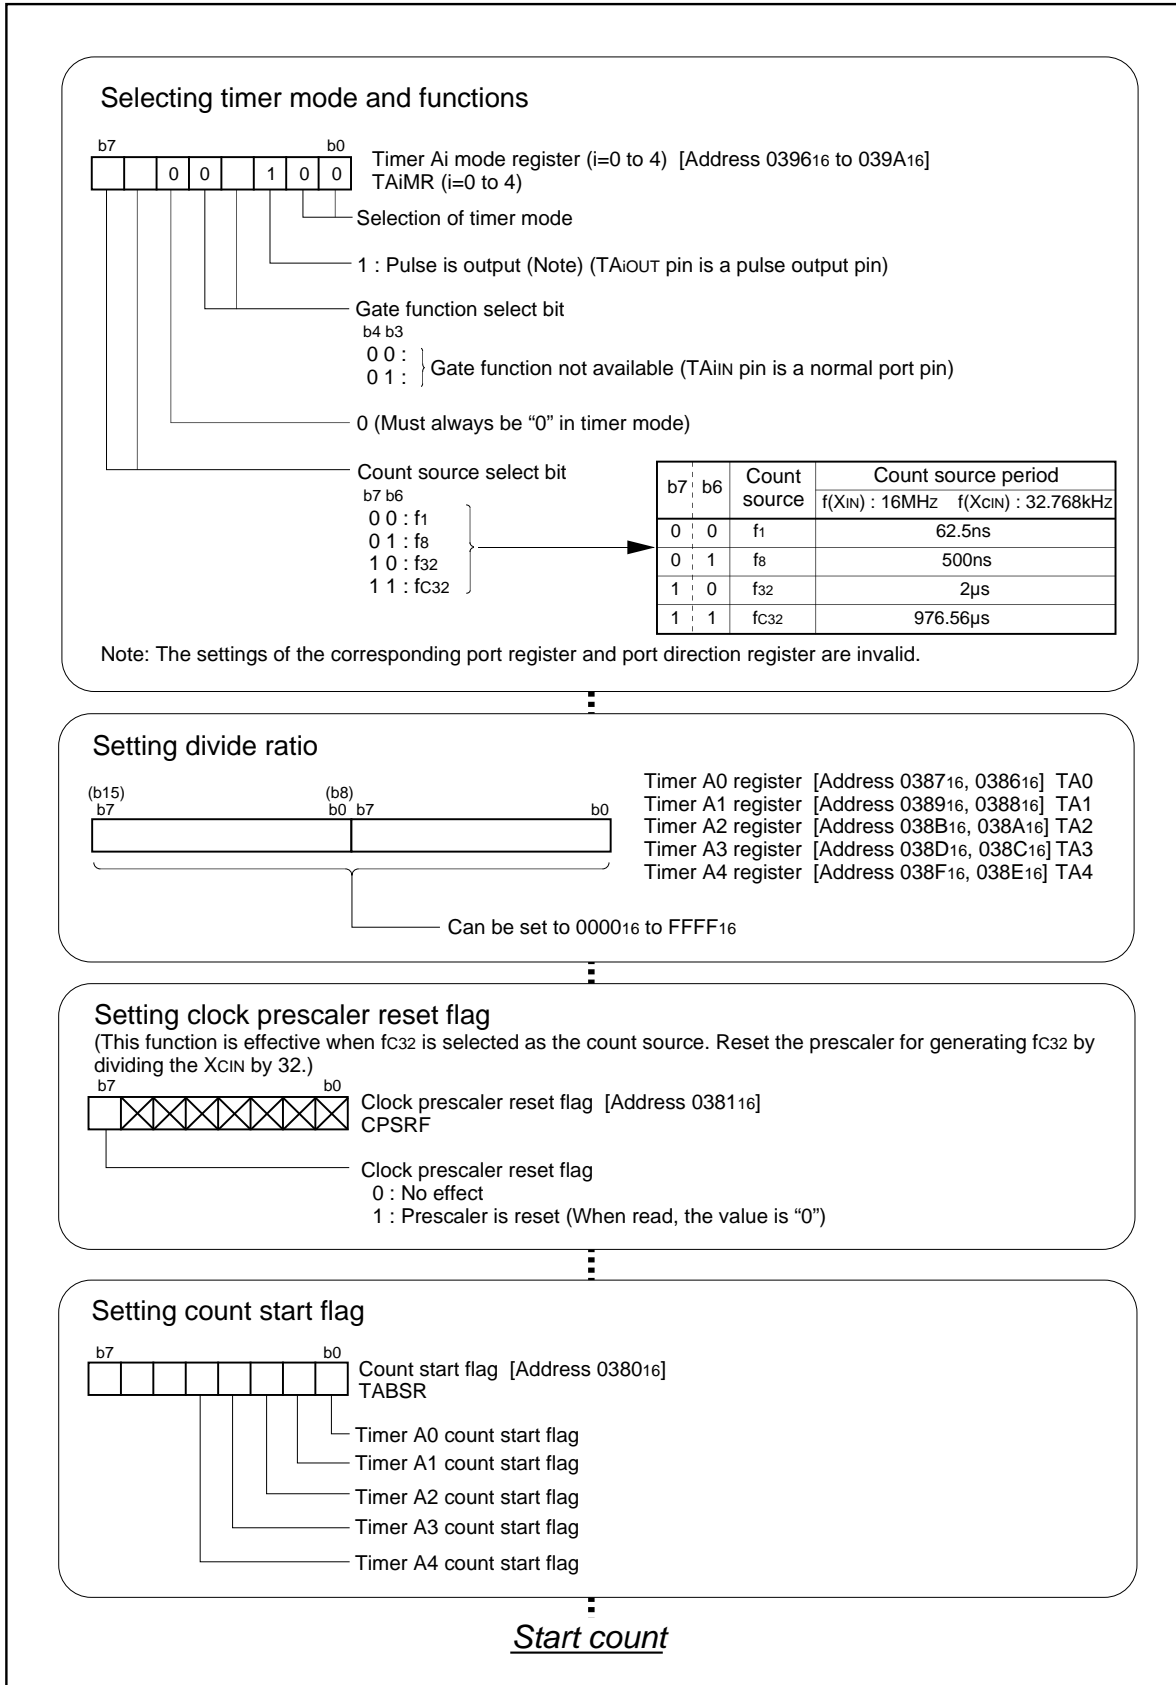 Selecting timer mode and functions
b7 b0
0 0 1 0 0
Timer Ai mode register (i=0 to 4) [Address 039616 to 039A16]
TAiMR (i=0 to 4)
Selection of timer mode
1 : Pulse is output (Note) (TAiOUT pin is a pulse output pin)
Gate function select bit
b4 b3
0 0 :
0 1 :
Gate function not available (TAiIN pin is a normal port pin)
0 (Must always be “0” in timer mode)
Count source select bit
b7 b6
0 0 : f1
0 1 : f8
1 0 : f32
1 1 : fC32
b7 b6 Count source Count source period
f(XIN) : 16MHZ f(XCIN) : 32.768kHZ
0 0 f1 62.5ns
0 1 f8 500ns
1 0 f32 2µs
1 1 fC32 976.56µs
Note: The settings of the corresponding port register and port direction register are invalid.
Setting divide ratio
(b15) (b8)
b7 b0 b7 b0
Timer A0 register [Address 038716, 038616] TA0
Timer A1 register [Address 038916, 038816] TA1
Timer A2 register [Address 038B16, 038A16] TA2
Timer A3 register [Address 038D16, 038C16] TA3
Timer A4 register [Address 038F16, 038E16] TA4
Can be set to 000016 to FFFF16
Setting clock prescaler reset flag
(This function is effective when fC32 is selected as the count source. Reset the prescaler for generating fC32 by
dividing the XCIN by 32.)
b7 b0
Clock prescaler reset flag [Address 038116]
CPSRF
Clock prescaler reset flag
0 : No effect
1 : Prescaler is reset (When read, the value is “0”)
Setting count start flag
b7 b0
Count start flag [Address 038016]
TABSR
Timer A0 count start flag
Timer A1 count start flag
Timer A2 count start flag
Timer A3 count start flag
Timer A4 count start flag
Start count